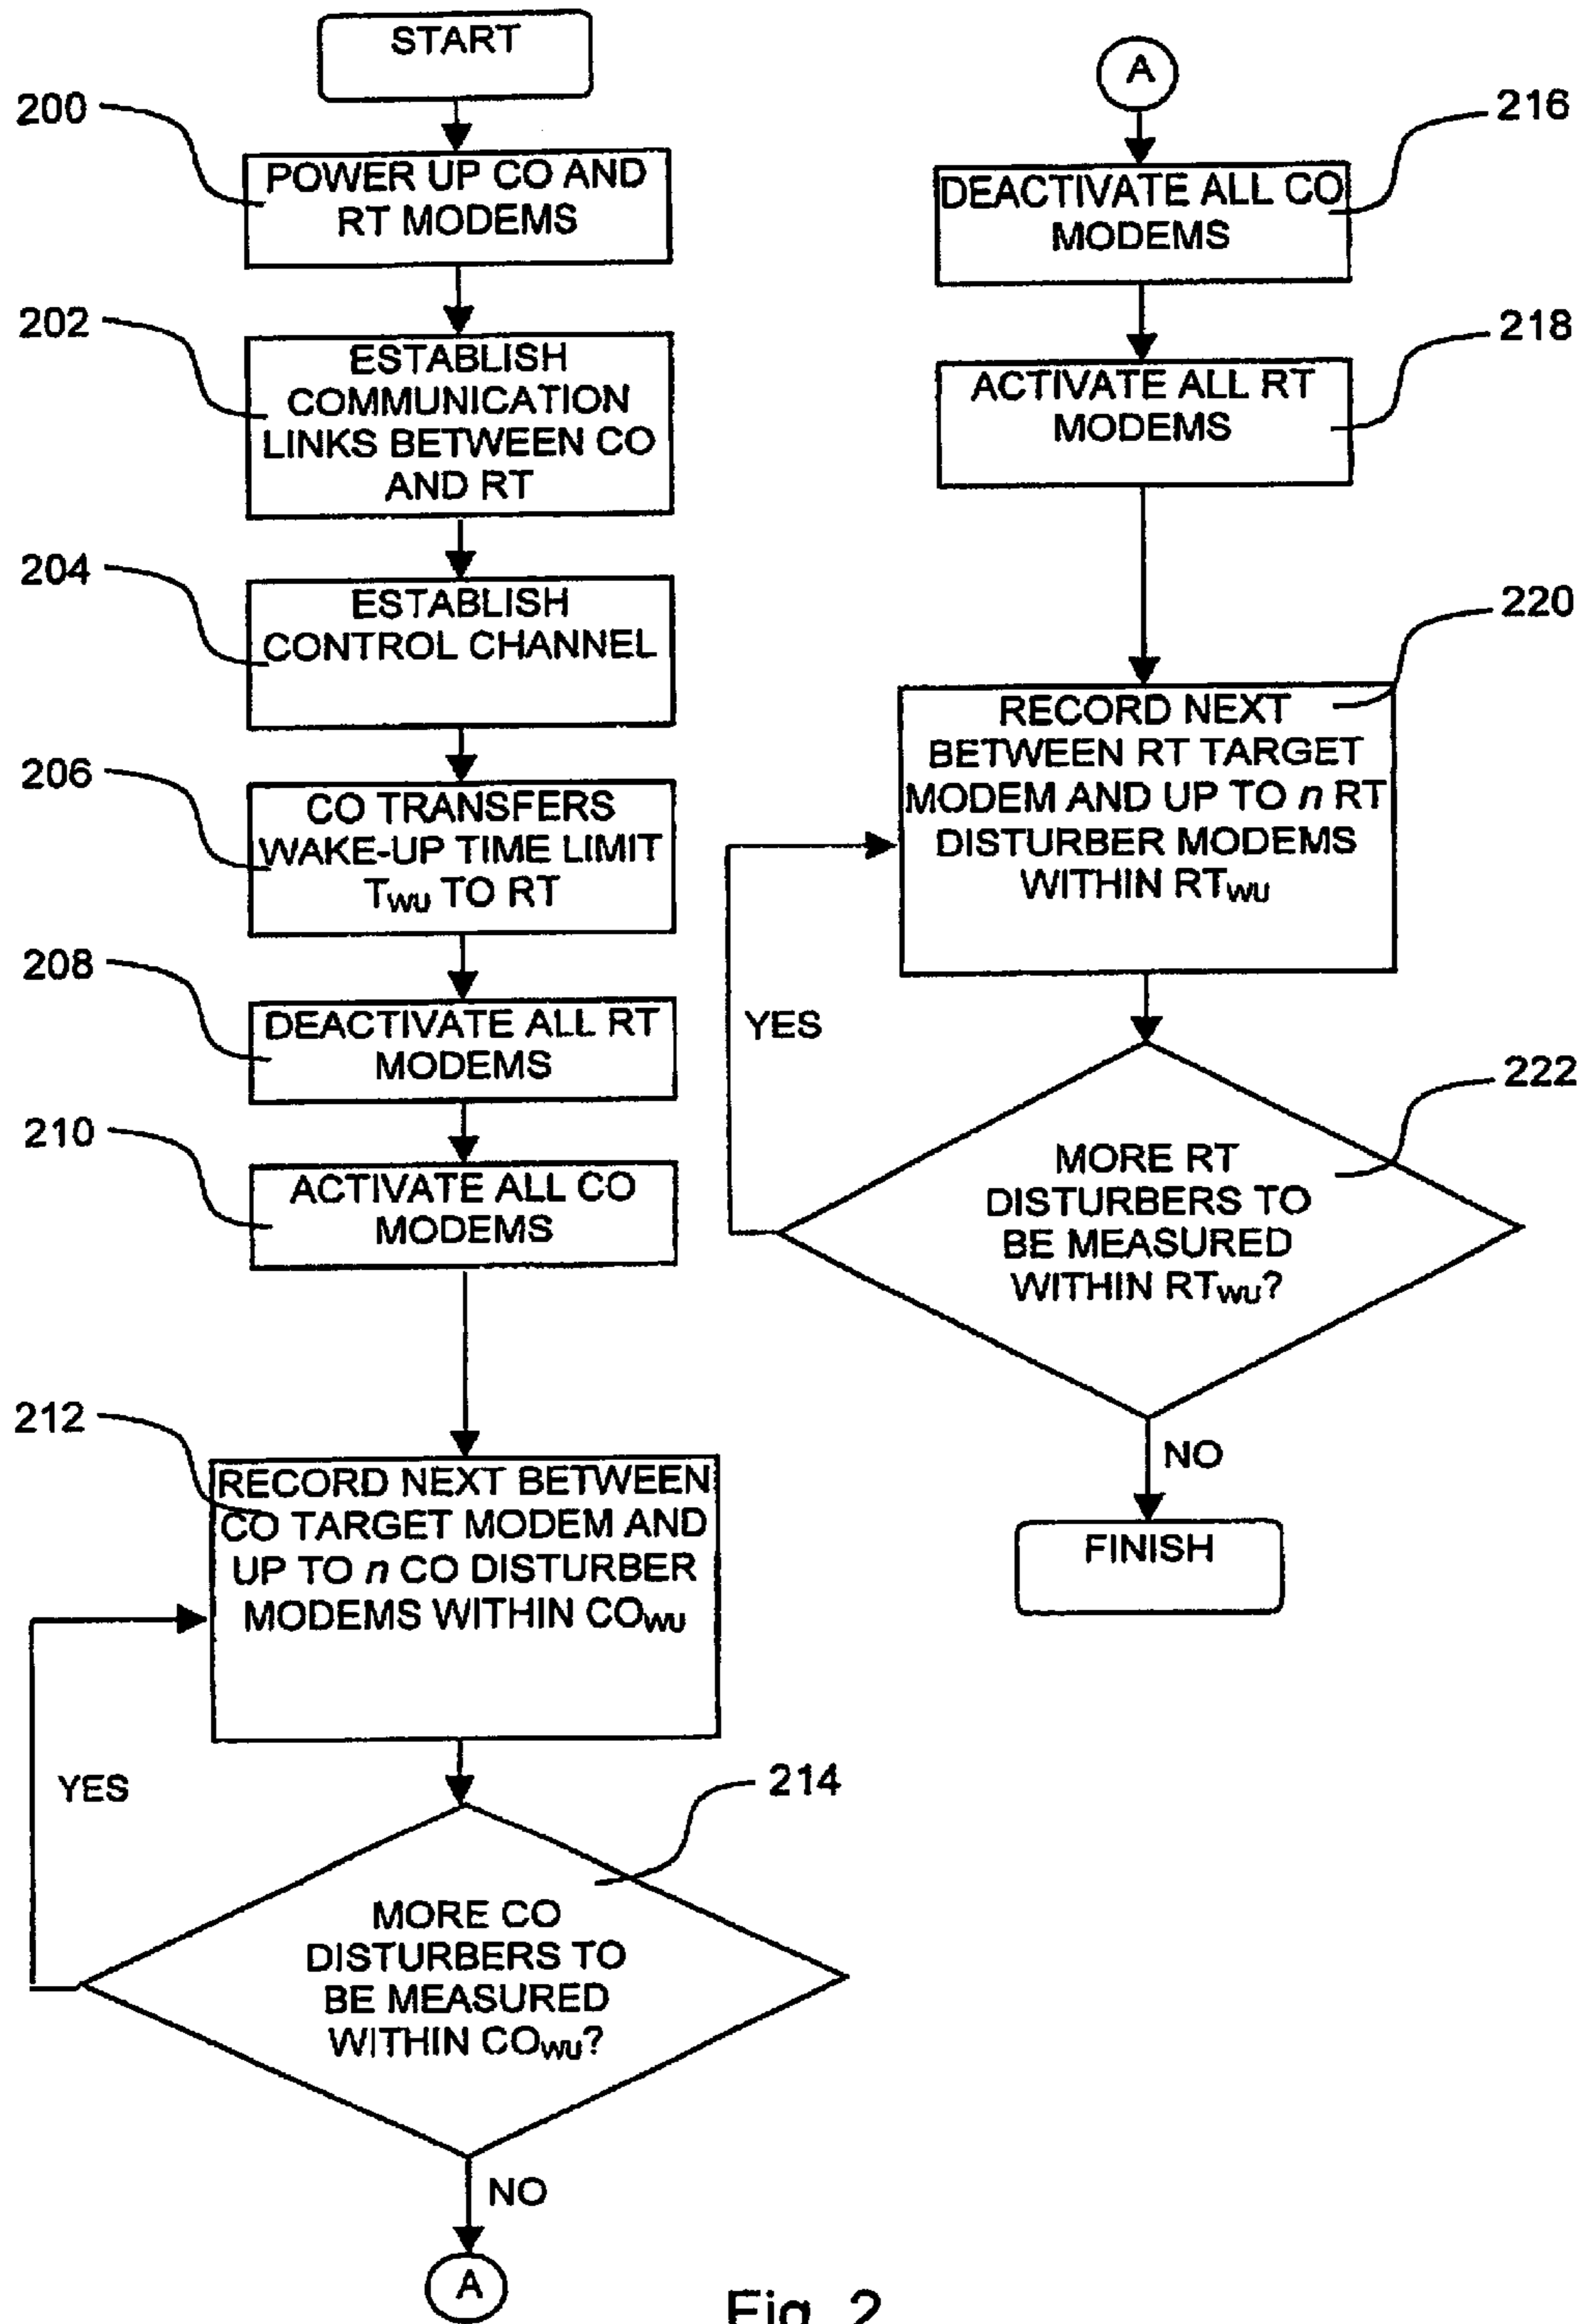 START
200
POWER UP CO AND
RT MODEMS
202
ESTABLISH
COMMUNICATION
LINKS BETWEEN CO
AND RT
204
ESTABLISH
CONTROL CHANNEL
206
CO TRANSFERS
WAKE-UP TIME LIMIT
TWU TO RT
208
DEACTIVATE ALL RT
MODEMS
210
ACTIVATE ALL CO
MODEMS
212
RECORD NEXT BETWEEN
CO TARGET MODEM AND
UP TO n CO DISTURBER
MODEMS WITHIN COWU
YES
214
MORE CO
DISTURBERS TO
BE MEASURED
WITHIN COWU?
NO
A
A
216
DEACTIVATE ALL CO
MODEMS
218
ACTIVATE ALL RT
MODEMS
220
RECORD NEXT
BETWEEN RT TARGET
MODEM AND UP TO n RT
DISTURBER MODEMS
WITHIN RTWU
YES
222
MORE RT
DISTURBERS TO
BE MEASURED
WITHIN RTWU?
NO
FINISH
Fig. 2